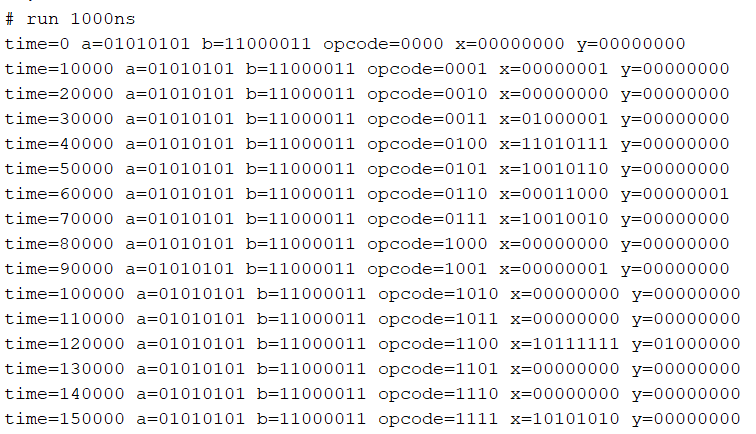 # run 1000ns
time=0 a=01010101 b=11000011 opcode=0000 x=00000000 y=00000000
time=10000 a=01010101 b=11000011 opcode=0001 x=00000001 y=00000000
time=20000 a=01010101 b=11000011 opcode=0010 x=00000000 y=00000000
time=30000 a=01010101 b=11000011 opcode=0011 x=01000001 y=00000000
time=40000 a=01010101 b=11000011 opcode=0100 x=11010111 y=00000000
time=50000 a=01010101 b=11000011 opcode=0101 x=10010110 y=00000000
time=60000 a=01010101 b=11000011 opcode=0110 x=00011000 y=00000001
time=70000 a=01010101 b=11000011 opcode=0111 x=10010010 y=00000000
time=80000 a=01010101 b=11000011 opcode=1000 x=00000000 y=00000000
time=90000 a=01010101 b=11000011 opcode=1001 x=00000001 y=00000000
time=100000 a=01010101 b=11000011 opcode=1010 x=00000000 y=00000000
time=110000 a=01010101 b=11000011 opcode=1011 x=00000000 y=00000000
time=120000 a=01010101 b=11000011 opcode=1100 x=10111111 y=01000000
time=130000 a=01010101 b=11000011 opcode=1101 x=00000000 y=00000000
time=140000 a=01010101 b=11000011 opcode=1110 x=00000000 y=00000000
time=150000 a=01010101 b=11000011 opcode=1111 x=10101010 y=00000000